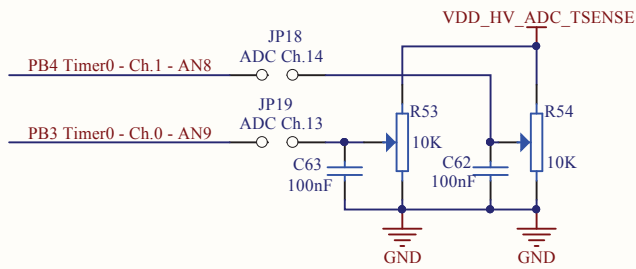 VDD_HV_ADC_TSENSE
JP18
ADC Ch.14
PB4 Timer0 - Ch.1 - AN8
JP19
ADC Ch.13
PB3 Timer0 - Ch.0 - AN9
R53
10K
R54
10K
C63
100nF
C62
100nF
GND
GND